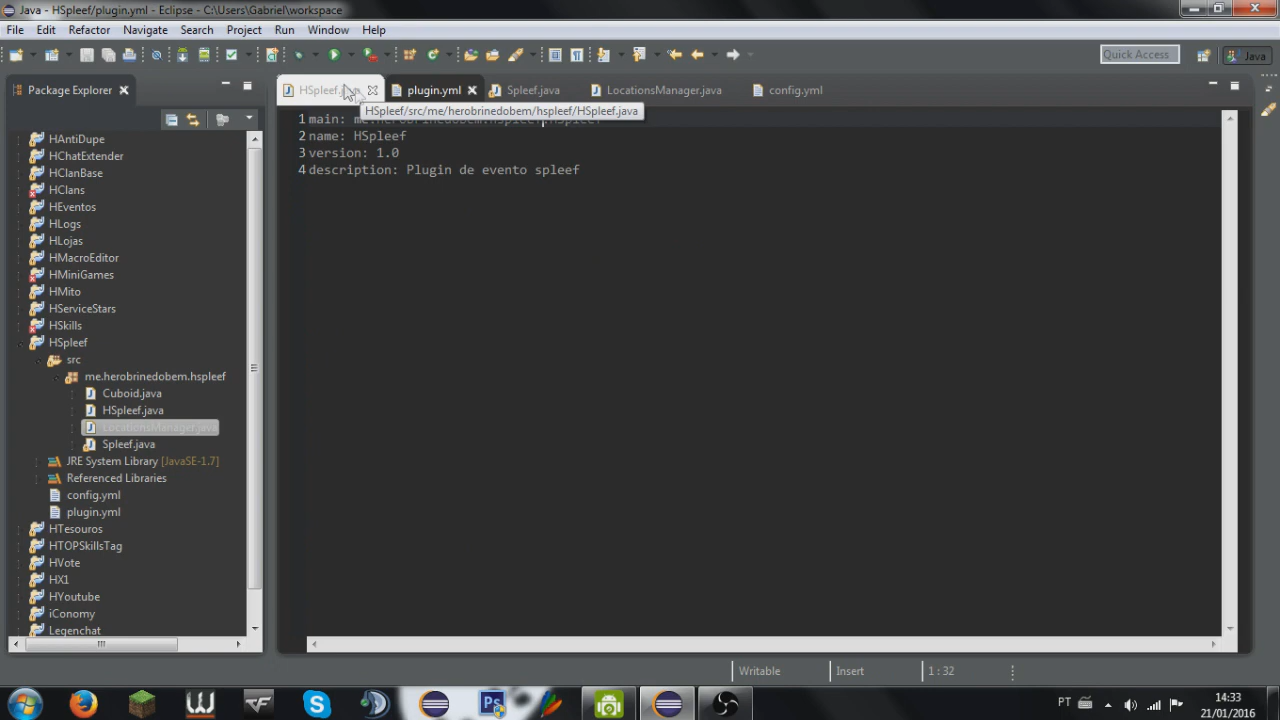 Java - HSpleef/plugin.yml - Eclipse - C:\Users\Gabriel\workspace
File Edit Refactor Navigate Search Project Run Window Help
Quick Access
Java
Package Explorer
plugin.yml
Spleef.java
LocationsManager.java
config.yml
HSpleef/src/me/herobrinedobem/hspleef/HSpleef.java
1 main:
2 name: HSpleef
3 version: 1.0
4 description: Plugin de evento spleef
HAntiDupe
HChatExtender
HClanBase
HClans
HEventos
HLogs
HLojas
HMacroEditor
HMiniGames
HMito
HServiceStars
HSkills
HSpleef
src
me.herobrinedobem.hspleef
Cuboid.java
HSpleef.java
LocationsManager.java
Spleef.java
JRE System Library [JavaSE-1.7]
Referenced Libraries
config.yml
plugin.yml
HTesouros
HTOPSkillsTag
HVote
HX1
HYoutube
iConomy
Legenchat
Writable
Insert
1 : 32
PT
14:33
21/01/2016